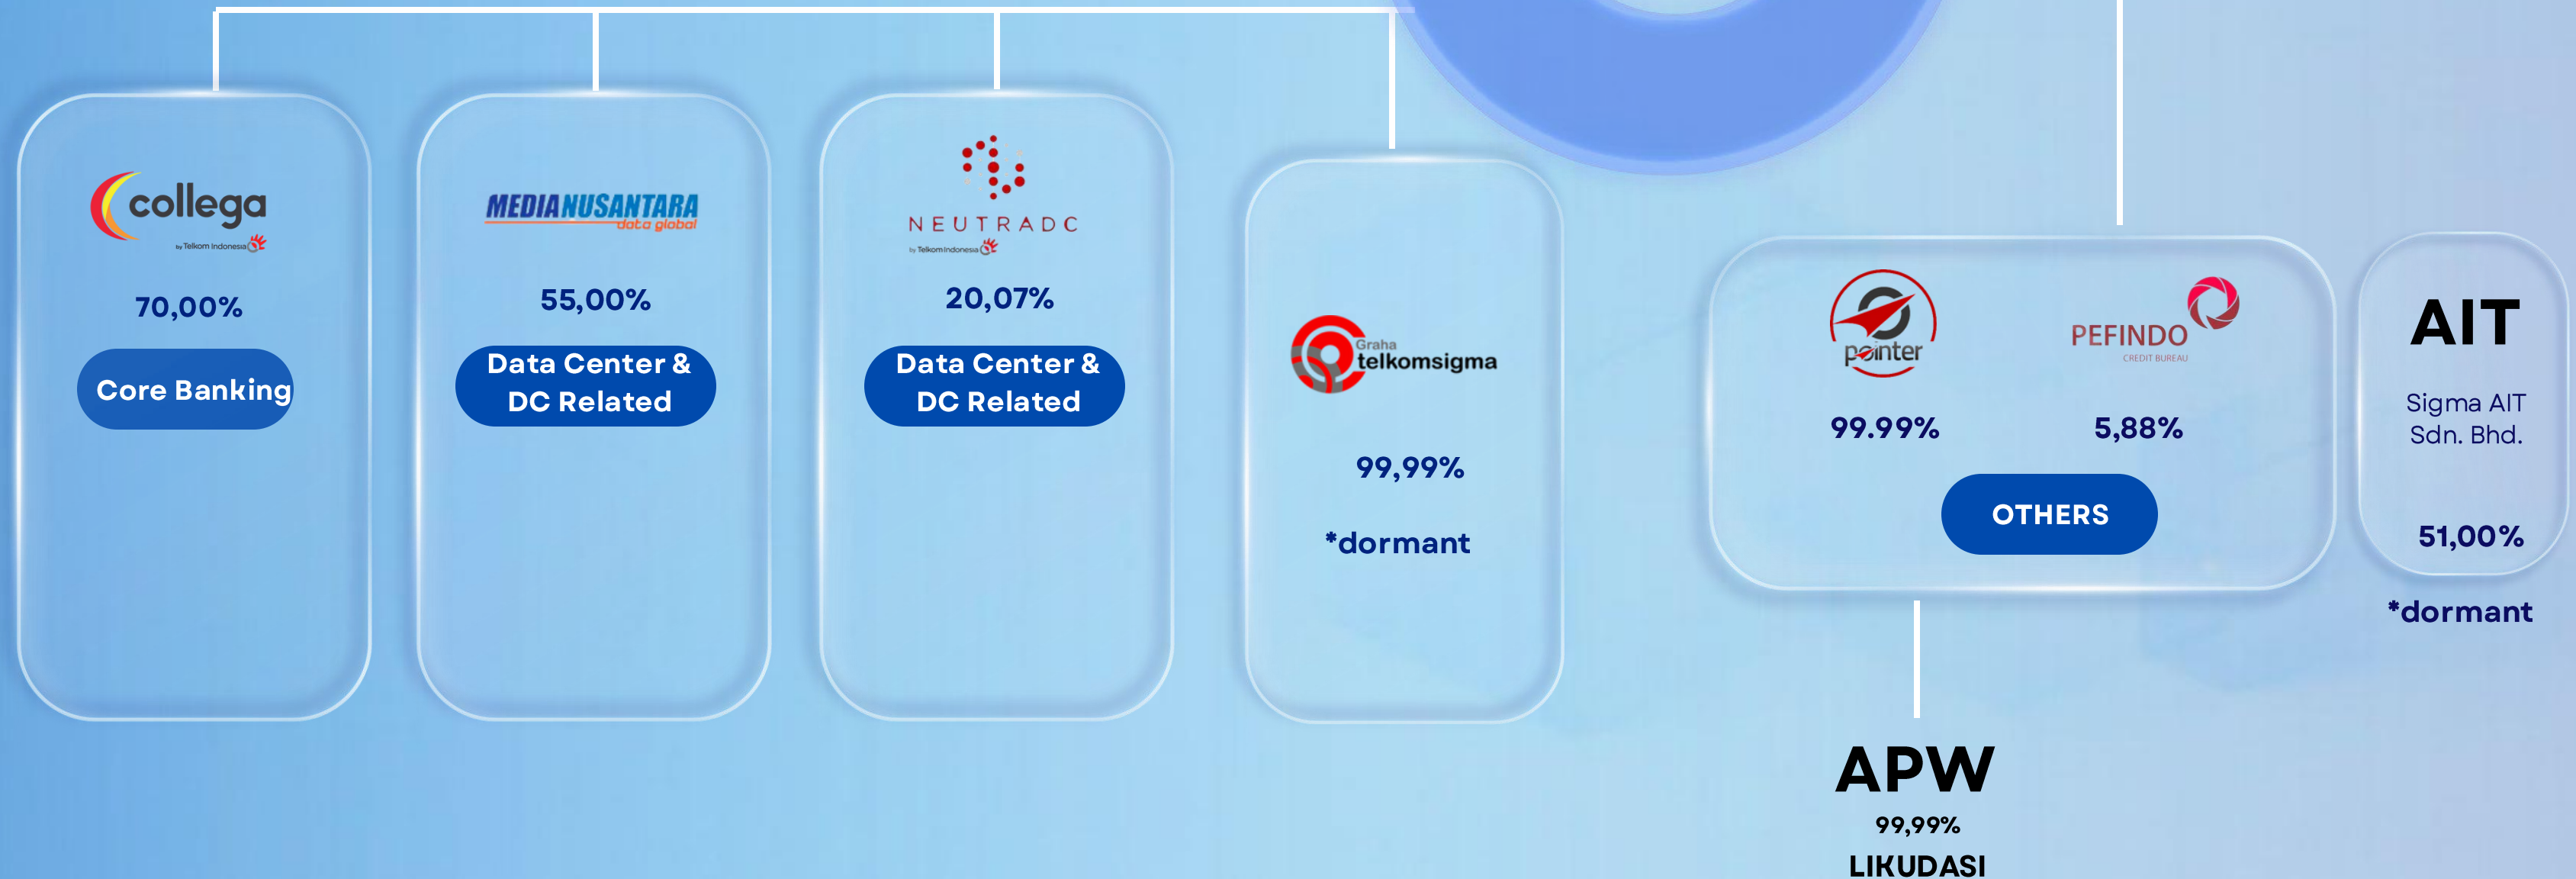 collega
by Telkom Indonesia
70,00%
Core Banking
MEDIANUSANTARA
data global
55,00%
Data Center &
DC Related
NEUTRADC
by Telkom Indonesia
20,07%
Data Center &
DC Related
Graha
telkomsigma
99,99%
*dormant
pointer
99.99%
PEFINDO
CREDIT BUREAU
5,88%
OTHERS
AIT
Sigma AIT
Sdn. Bhd.
51,00%
*dormant
APW
99,99%
LIKUDASI